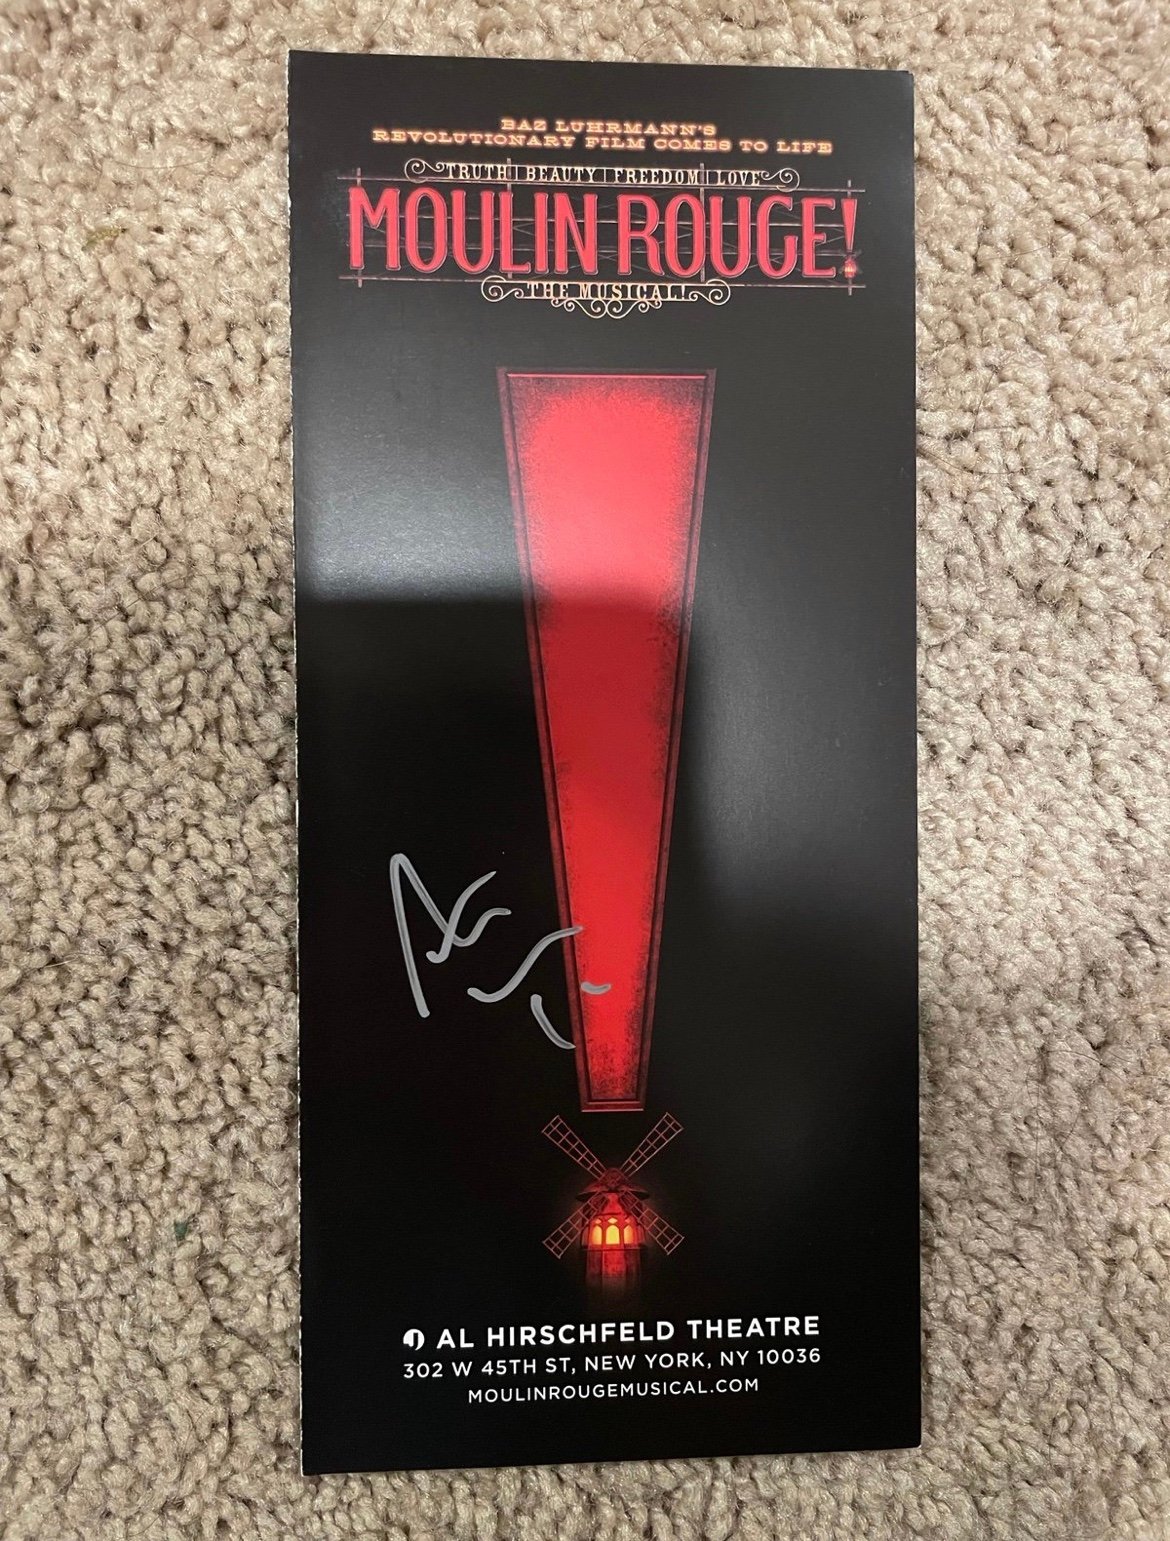 BAZ LUHRMANN'S
REVOLUTIONARY FILM COMES TO LIFE
TRUTH | BEAUTY | FREEDOM | LOVE
MOULIN ROUGE!
THE MUSICAL!
AL HIRSCHFELD THEATRE
302 W 45TH ST, NEW YORK, NY 10036
MOULINROUGEMUSICAL.COM